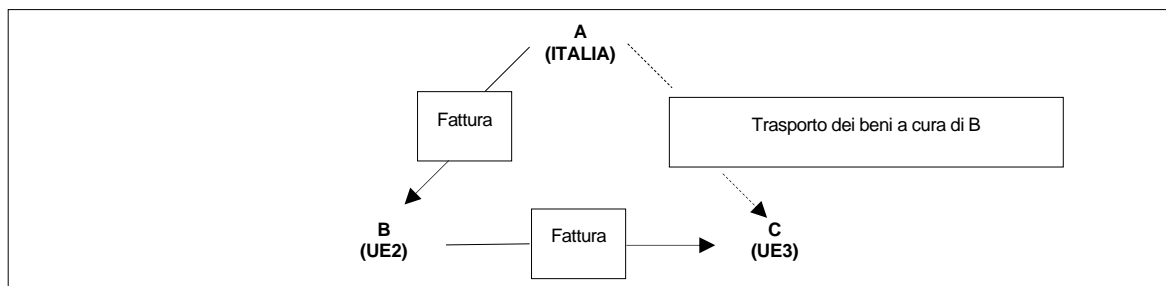 A
(ITALIA)
Fattura
Trasporto dei beni a cura di B
B
(UE2)
Fattura
C
(UE3)